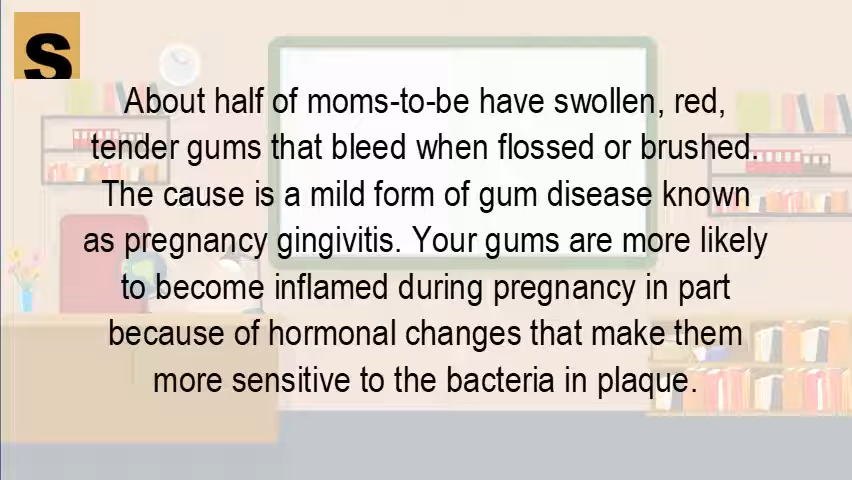 S
About half of moms-to-be have swollen, red,
tender gums that bleed when flossed or brushed.
The cause is a mild form of gum disease known
as pregnancy gingivitis. Your gums are more likely
to become inflamed during pregnancy in part
because of hormonal changes that make them
more sensitive to the bacteria in plaque.